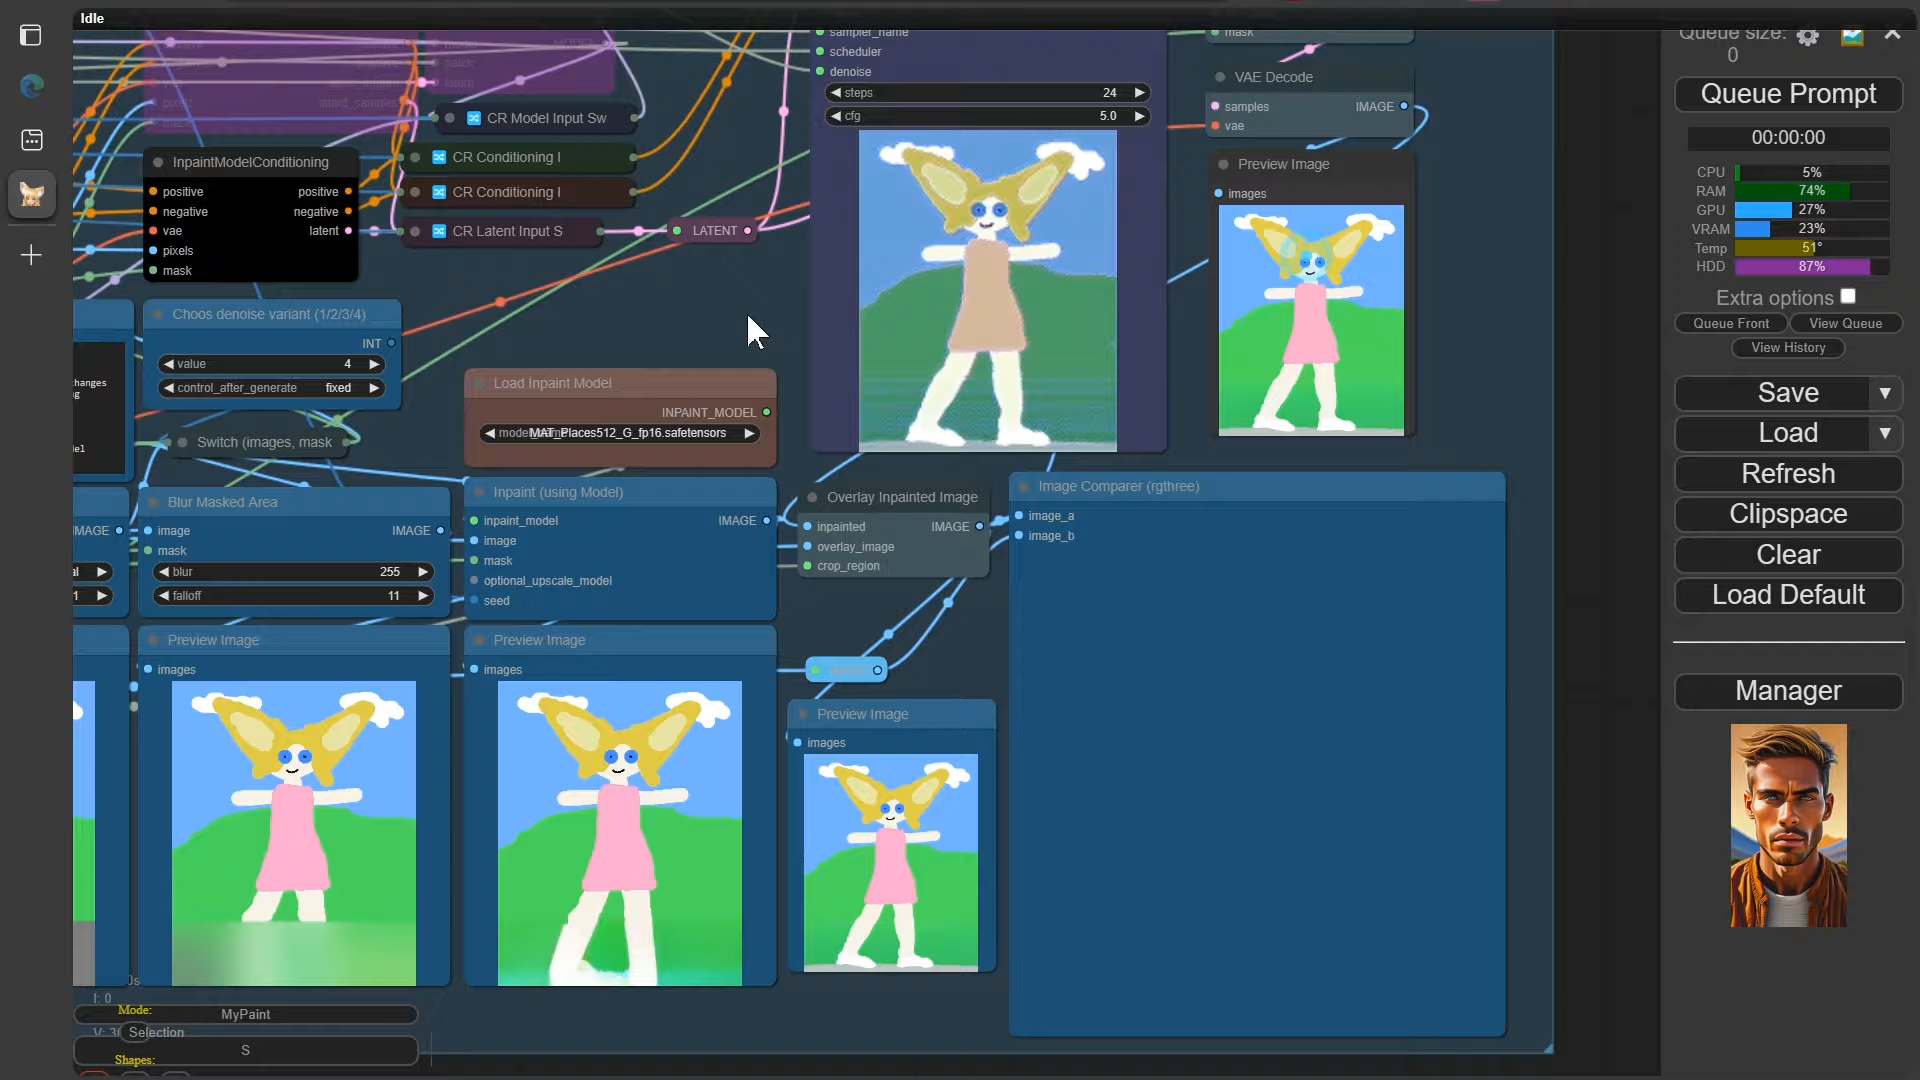 Idle
sampler_name
scheduler
denoise
steps 24
cfg 5.0
mask
VAE Decode
samples IMAGE
vae
Preview Image
images
CR Model Input Sw
CR Conditioning I
CR Conditioning I
CR Latent Input S
LATENT
InpaintModelConditioning
positive positive
negative negative
vae latent
pixels
mask
Choos denoise variant (1/2/3/4)
INT
value 4
control_after_generate fixed
hanges
Switch (images, mask
Load Inpaint Model
INPAINT_MODEL
MAT_Places512_G_fp16.safetensors
Blur Masked Area
IMAGE
image IMAGE
mask
blur 255
falloff 11
Inpaint (using Model)
inpaint_model IMAGE
image
mask
optional_upscale_model
seed
Overlay Inpainted Image
inpainted IMAGE
overlay_image
crop_region
Image Comparer (rgthree)
image_a
image_b
Preview Image
images
Preview Image
images
Preview Image
images
I: 0
Mode:
MyPaint
Selection
S
Shapes:
Queue size:
0
Queue Prompt
00:00:00
CPU 5%
RAM 74%
GPU 27%
VRAM 23%
Temp 51°
HDD 87%
Extra options
Queue Front View Queue
View History
Save
Load
Refresh
Clipspace
Clear
Load Default
Manager